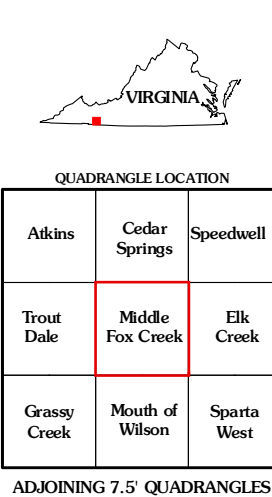 VIRGINIA
QUADRANGLE LOCATION
Atkins
Cedar
Springs
Speedwell
Trout
Dale
Middle
Fox Creek
Elk
Creek
Grassy
Creek
Mouth of
Wilson
Sparta
West
ADJOINING 7.5' QUADRANGLES